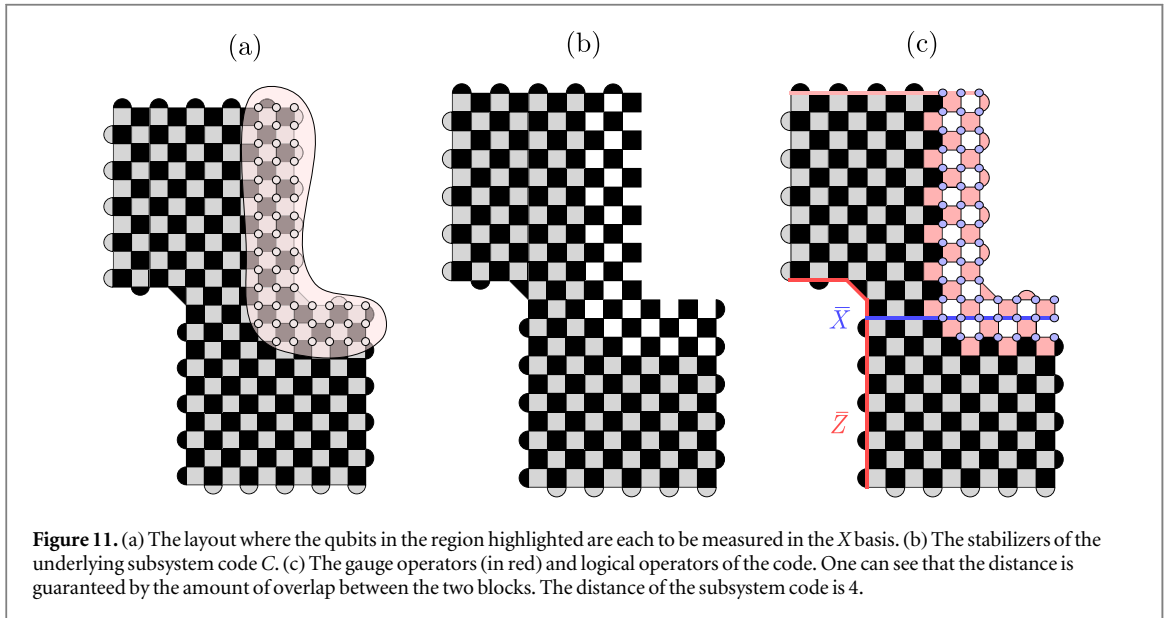 (a) (b) (c)
X̅
Z̅
Figure 11. (a) The layout where the qubits in the region highlighted are each to be measured in the X basis. (b) The stabilizers of the
underlying subsystem code C. (c) The gauge operators (in red) and logical operators of the code. One can see that the distance is
guaranteed by the amount of overlap between the two blocks. The distance of the subsystem code is 4.